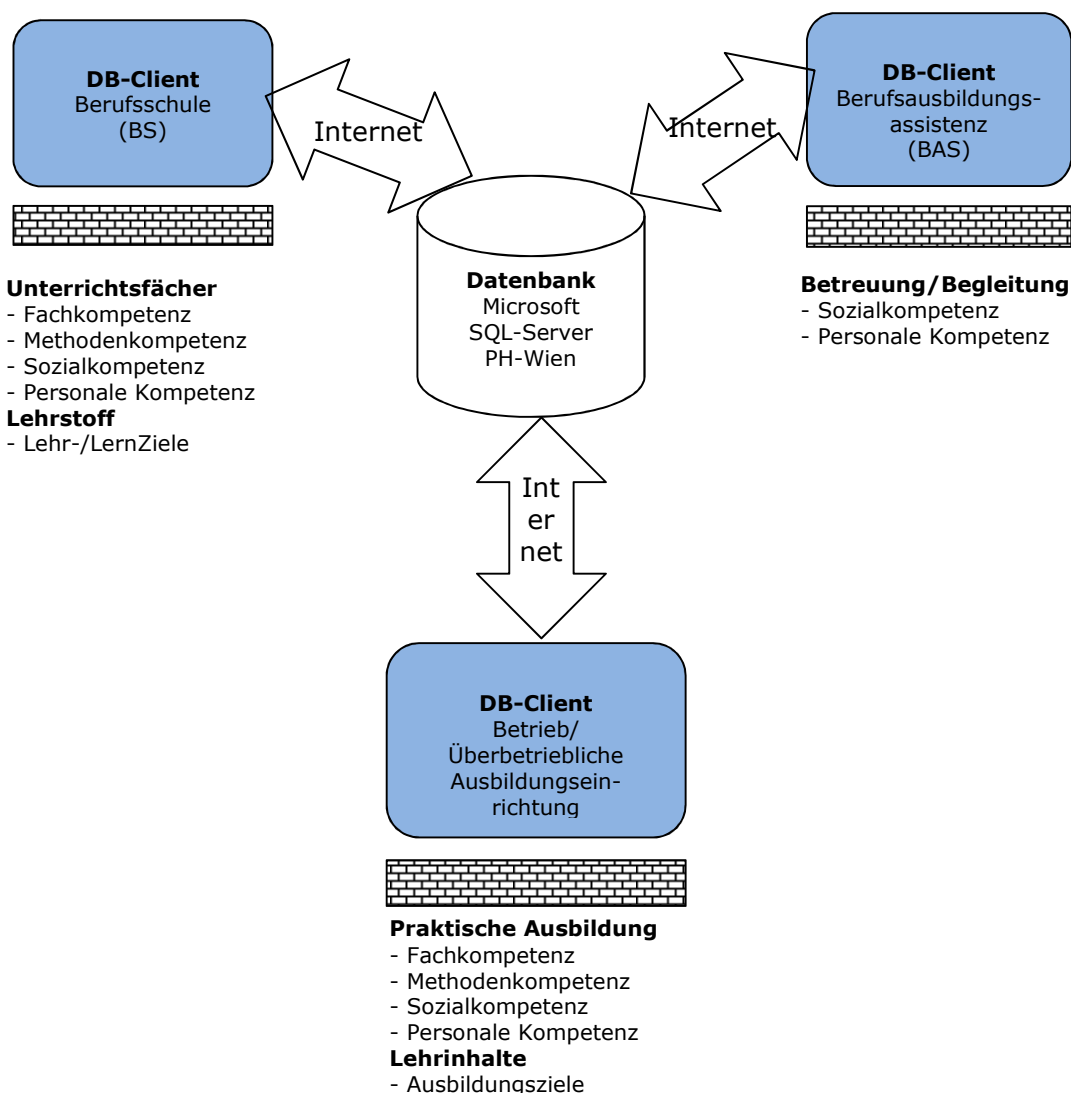 DB-Client
Berufsschule
(BS)
Internet
Internet
DB-Client
Berufsausbildungs-
assistenz
(BAS)
Unterrichtsfächer
- Fachkompetenz
- Methodenkompetenz
- Sozialkompetenz
- Personale Kompetenz
Lehrstoff
- Lehr-/LernZiele
Datenbank
Microsoft
SQL-Server
PH-Wien
Betreuung/Begleitung
- Sozialkompetenz
- Personale Kompetenz
Int
er
net
DB-Client
Betrieb/
Überbetriebliche
Ausbildungsein-
richtung
Praktische Ausbildung
- Fachkompetenz
- Methodenkompetenz
- Sozialkompetenz
- Personale Kompetenz
Lehrinhalte
- Ausbildungsziele